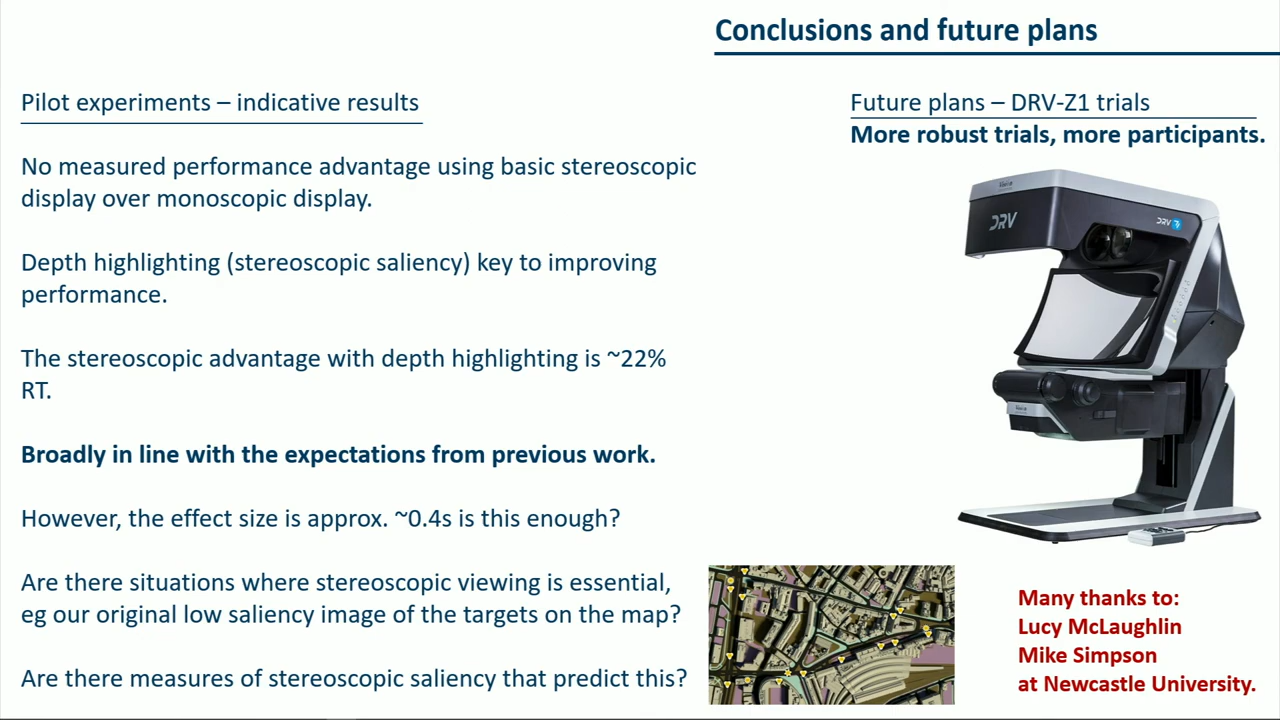 Conclusions and future plans
Pilot experiments – indicative results
No measured performance advantage using basic stereoscopic
display over monoscopic display.
Depth highlighting (stereoscopic saliency) key to improving
performance.
The stereoscopic advantage with depth highlighting is ~22%
RT.
Broadly in line with the expectations from previous work.
However, the effect size is approx. ~0.4s is this enough?
Are there situations where stereoscopic viewing is essential,
eg our original low saliency image of the targets on the map?
Are there measures of stereoscopic saliency that predict this?
Future plans – DRV-Z1 trials
More robust trials, more participants.
DRV
DRV
Many thanks to:
Lucy McLaughlin
Mike Simpson
at Newcastle University.